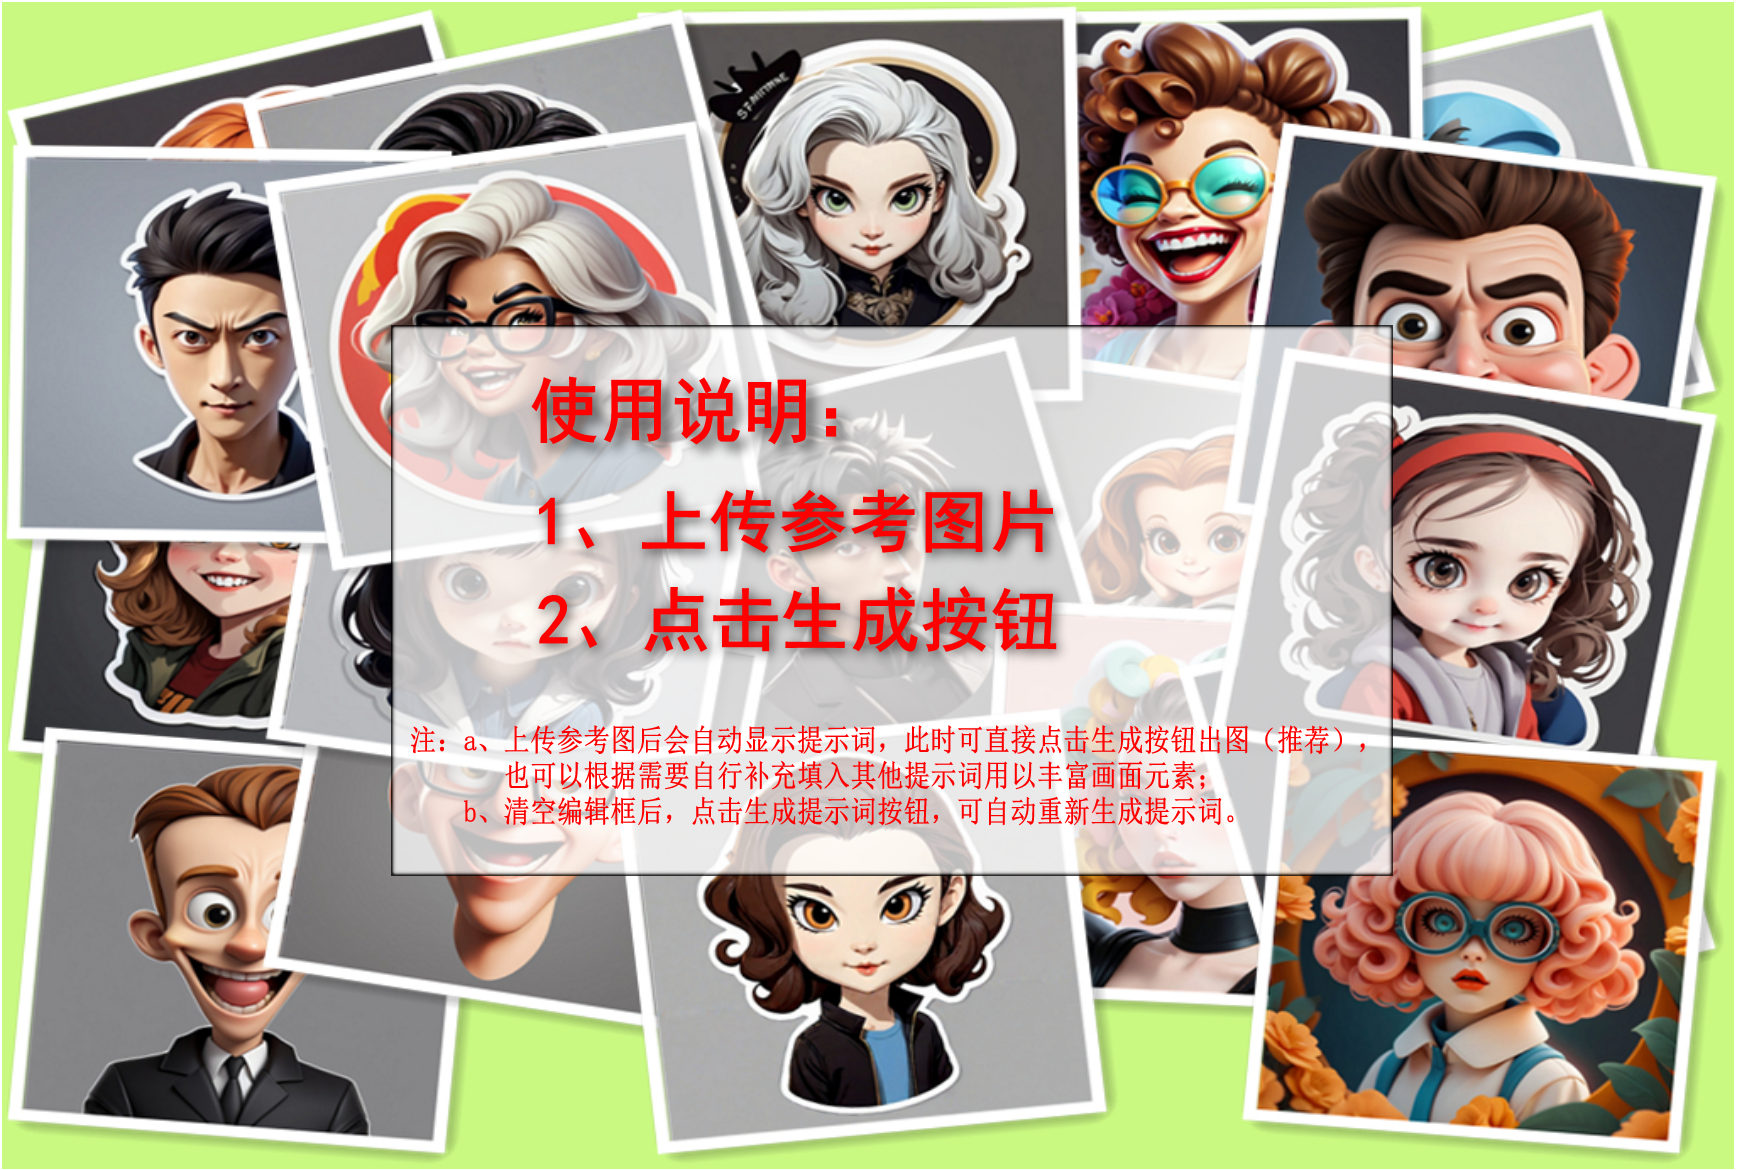 使用说明：
1、上传参考图片
2、点击生成按钮
注：a、上传参考图后会自动显示提示词，此时可直接点击生成按钮出图（推荐），
也可以根据需要自行补充填入其他提示词用以丰富画面元素；
b、清空编辑框后，点击生成提示词按钮，可自动重新生成提示词。